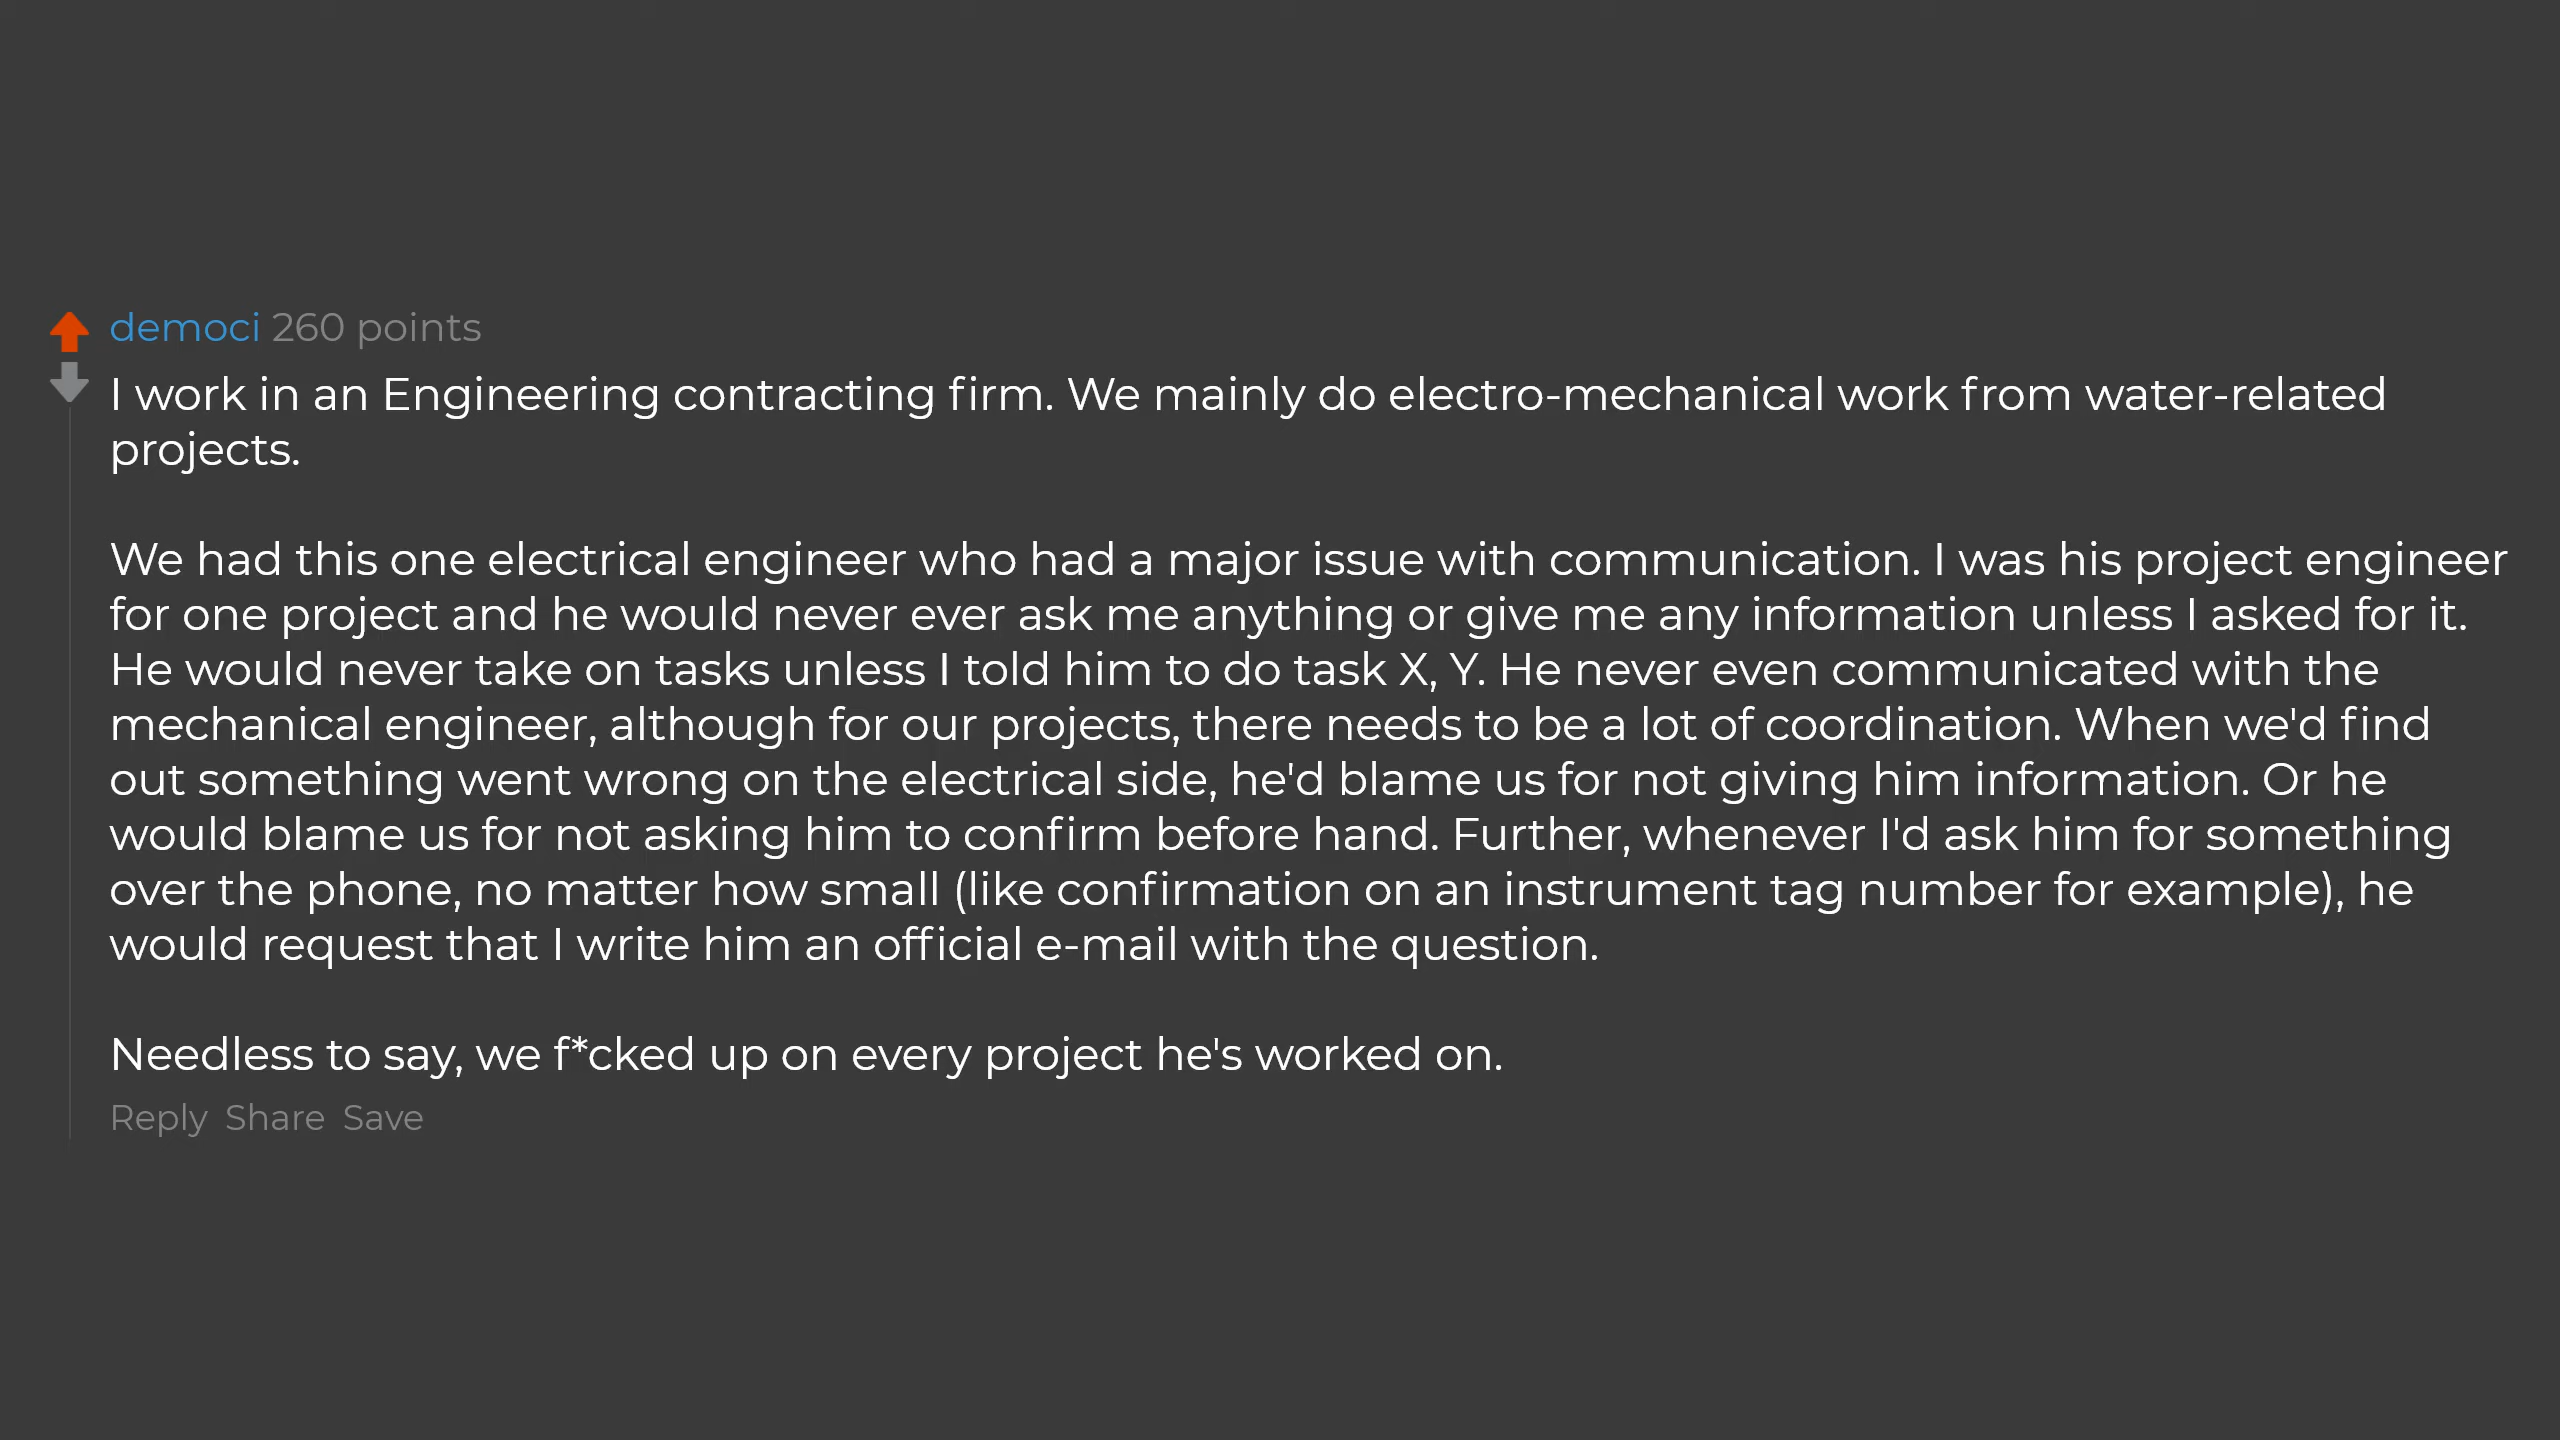 democi 260 points
I work in an Engineering contracting firm. We mainly do electro-mechanical work from water-related
projects.
We had this one electrical engineer who had a major issue with communication. I was his project engineer
for one project and he would never ever ask me anything or give me any information unless I asked for it.
He would never take on tasks unless I told him to do task X, Y. He never even communicated with the
mechanical engineer, although for our projects, there needs to be a lot of coordination. When we'd find
out something went wrong on the electrical side, he'd blame us for not giving him information. Or he
would blame us for not asking him to confirm before hand. Further, whenever I'd ask him for something
over the phone, no matter how small (like confirmation on an instrument tag number for example), he
would request that I write him an official e-mail with the question.
Needless to say, we f*cked up on every project he's worked on.
Reply Share Save